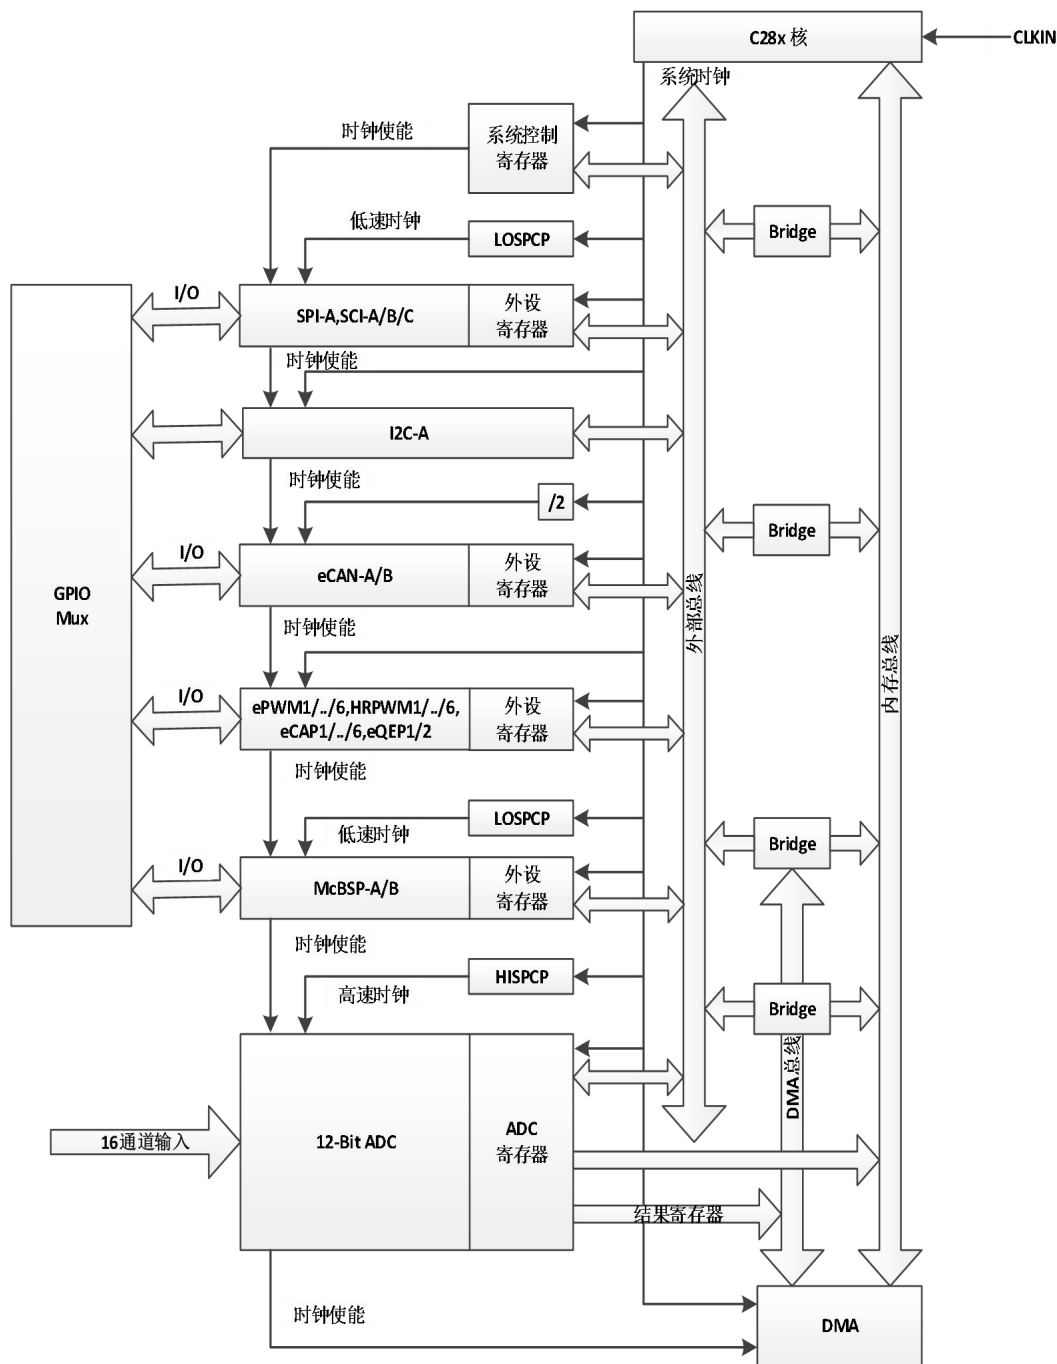 C28x 核
CLKIN
系统时钟
时钟使能
系统控制
寄存器
低速时钟
LOSPCP
Bridge
I/O
SPI-A,SCI-A/B/C
外设
寄存器
时钟使能
I2C-A
时钟使能
/2
Bridge
I/O
eCAN-A/B
外设
寄存器
GPIO
Mux
外部总线
内存总线
时钟使能
I/O
ePWM1/../6,HRPWM1/../6,
eCAP1/../6,eQEP1/2
外设
寄存器
时钟使能
LOSPCP
低速时钟
Bridge
I/O
McBSP-A/B
外设
寄存器
时钟使能
HISPCP
高速时钟
Bridge
DMA总线
16通道输入
12-Bit ADC
ADC
寄存器
结果寄存器
时钟使能
DMA